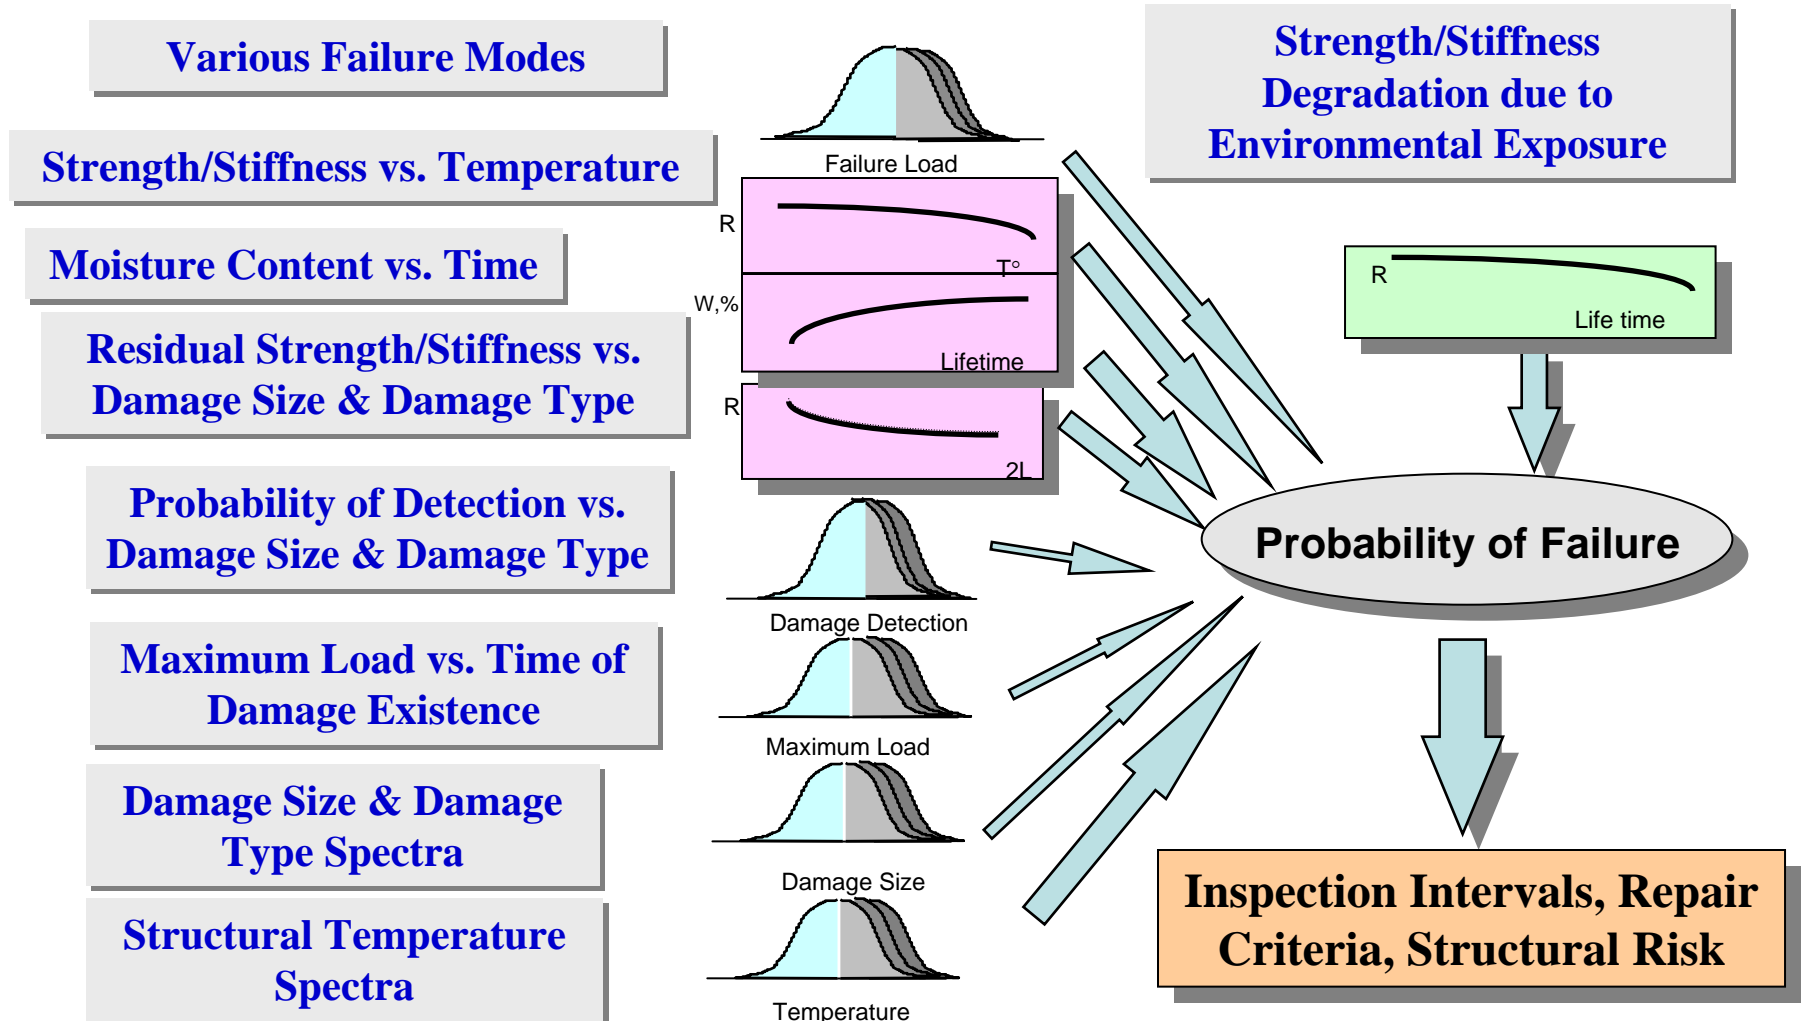 Various Failure Modes
Strength/Stiffness vs. Temperature
Moisture Content vs. Time
Residual Strength/Stiffness vs.
Damage Size & Damage Type
Probability of Detection vs.
Damage Size & Damage Type
Maximum Load vs. Time of
Damage Existence
Damage Size & Damage
Type Spectra
Structural Temperature
Spectra
Failure Load
R
T°
W,%
Lifetime
R
2L
Damage Detection
Maximum Load
Damage Size
Temperature
Strength/Stiffness
Degradation due to
Environmental Exposure
R
Life time
Probability of Failure
Inspection Intervals, Repair
Criteria, Structural Risk